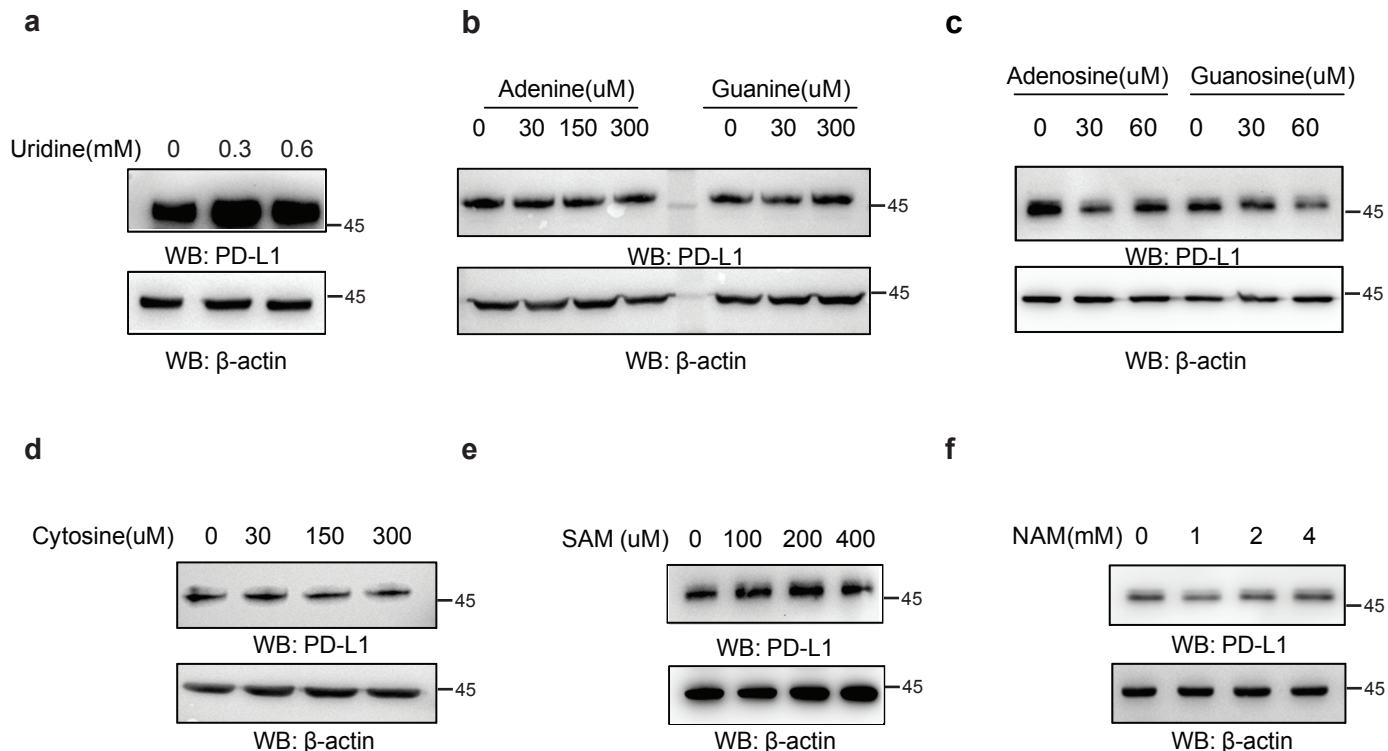 a
Uridine(mM) 0 0.3 0.6
45
WB: PD-L1
45
WB: β-actin
b
Adenine(uM) Guanine(uM)
0 30 150 300 0 30 300
45
WB: PD-L1
45
WB: β-actin
c
Adenosine(uM) Guanosine(uM)
0 30 60 0 30 60
45
WB: PD-L1
45
WB: β-actin
d
Cytosine(uM) 0 30 150 300
45
WB: PD-L1
45
WB: β-actin
e
SAM (uM) 0 100 200 400
45
WB: PD-L1
45
WB: β-actin
f
NAM(mM) 0 1 2 4
45
WB: PD-L1
45
WB: β-actin